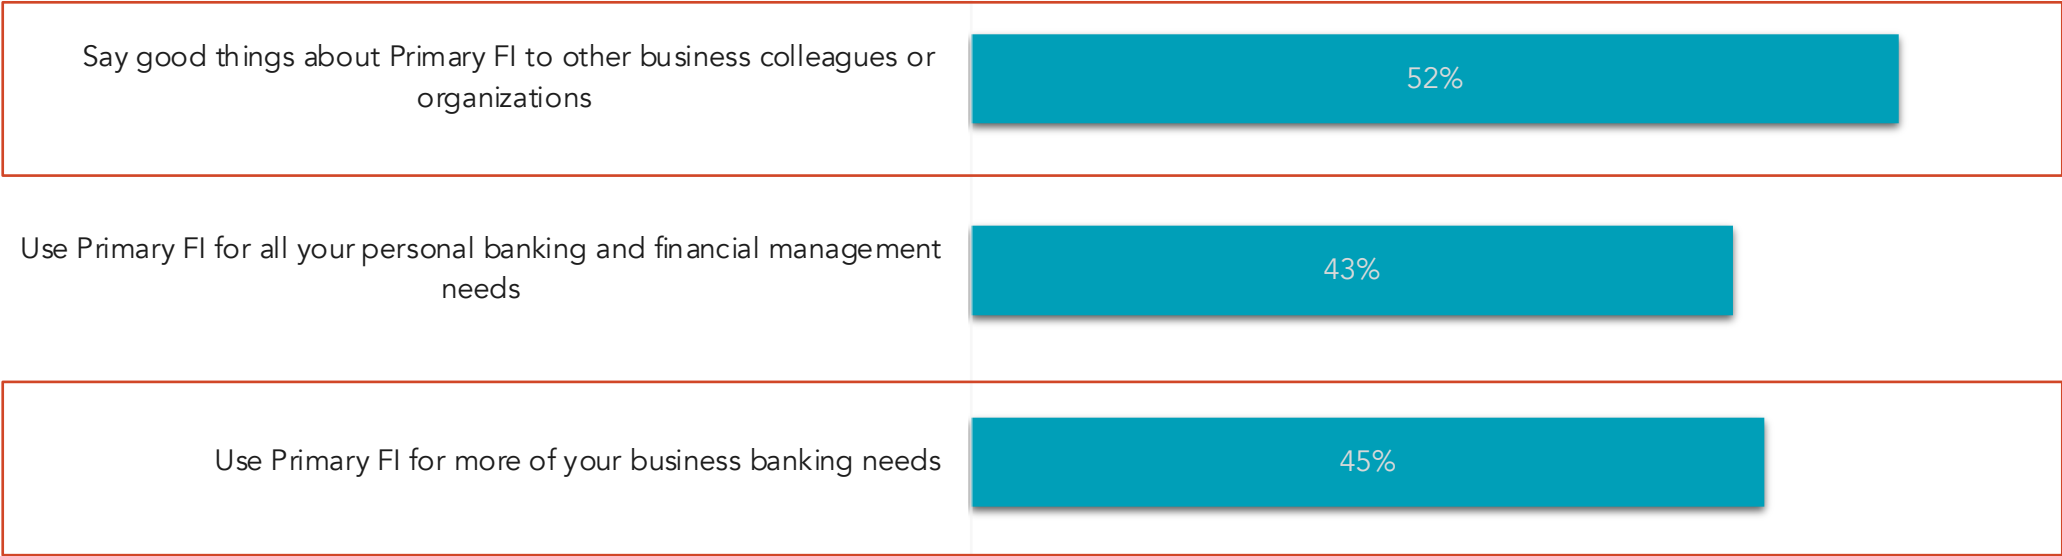 Say good things about Primary FI to other business colleagues or
organizations
52%
Use Primary FI for all your personal banking and financial management
needs
43%
Use Primary FI for more of your business banking needs
45%